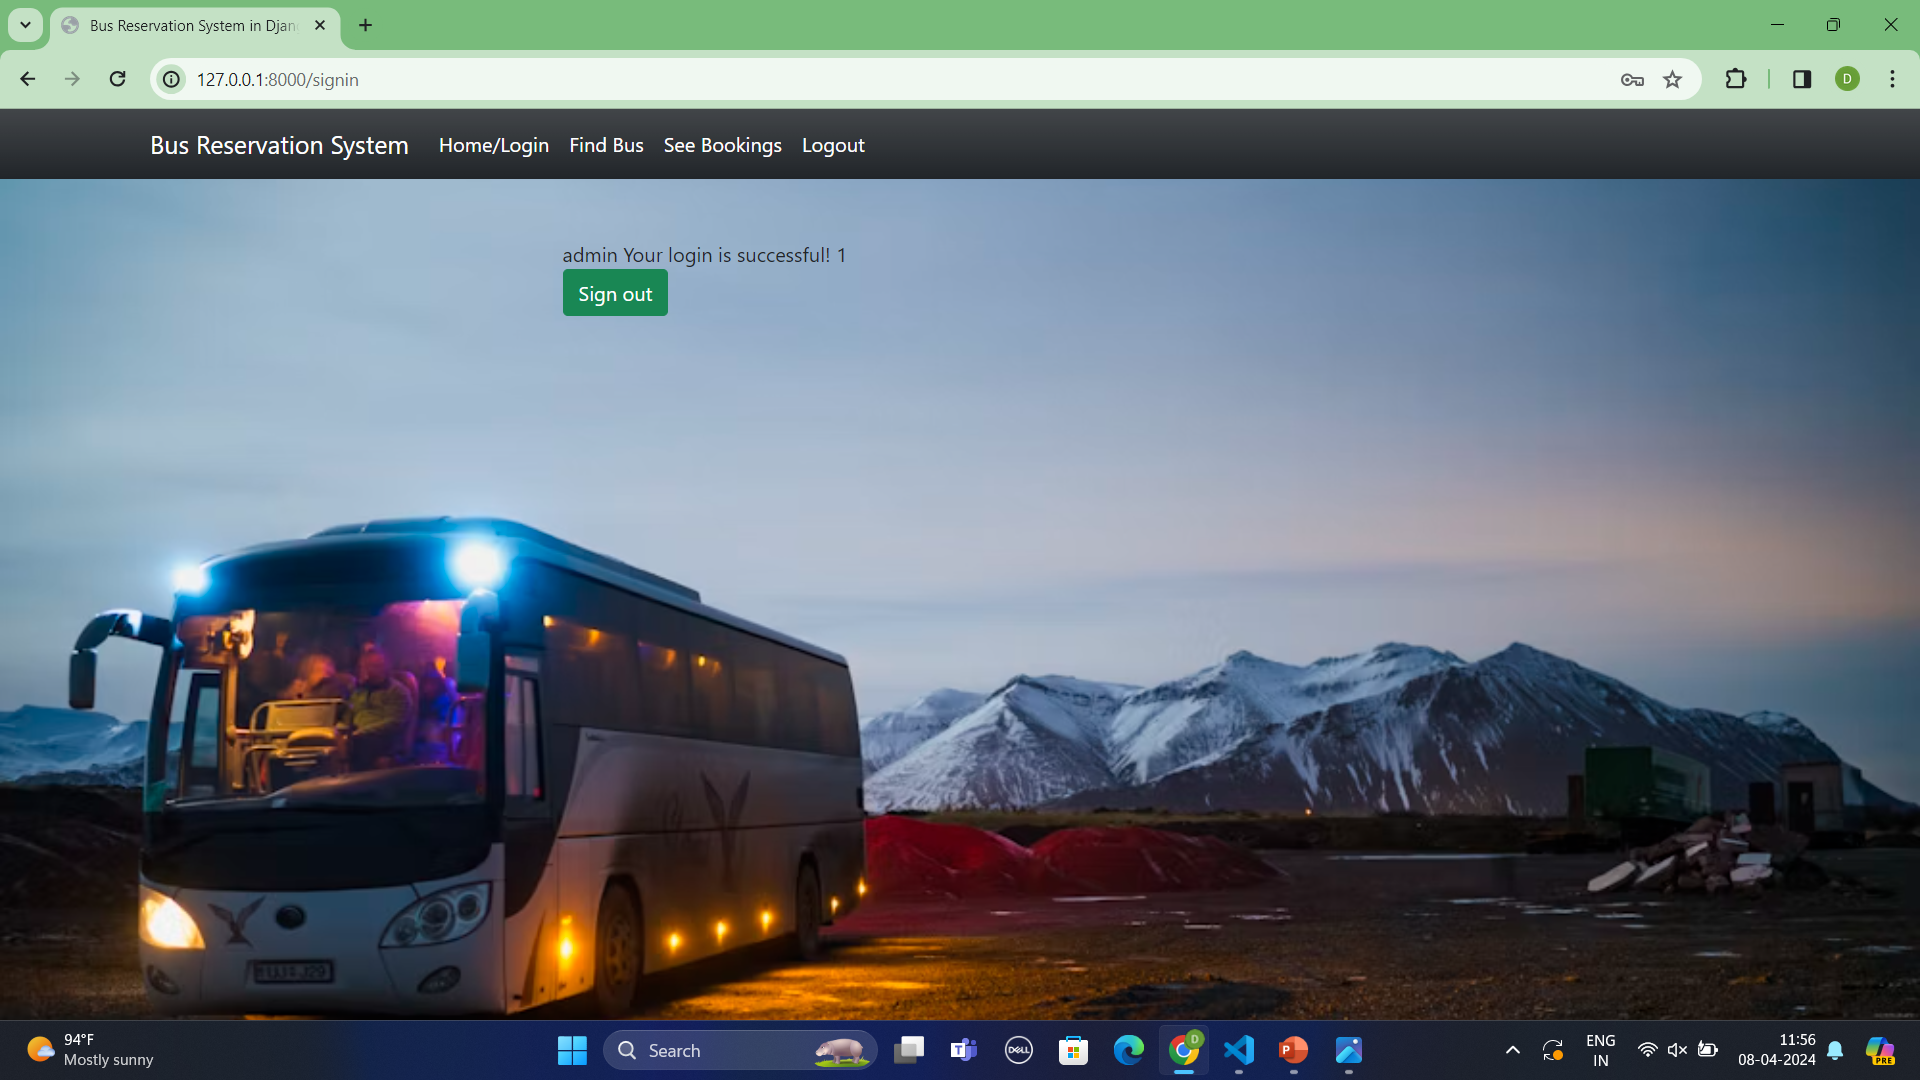 Bus Reservation System in Djan
127.0.0.1:8000/signin
D
Bus Reservation System Home/Login Find Bus See Bookings Logout
admin Your login is successful! 1
Sign out
94°F
Mostly sunny
Search
DELL
D
P
ENG
IN
11:56
08-04-2024
PRE